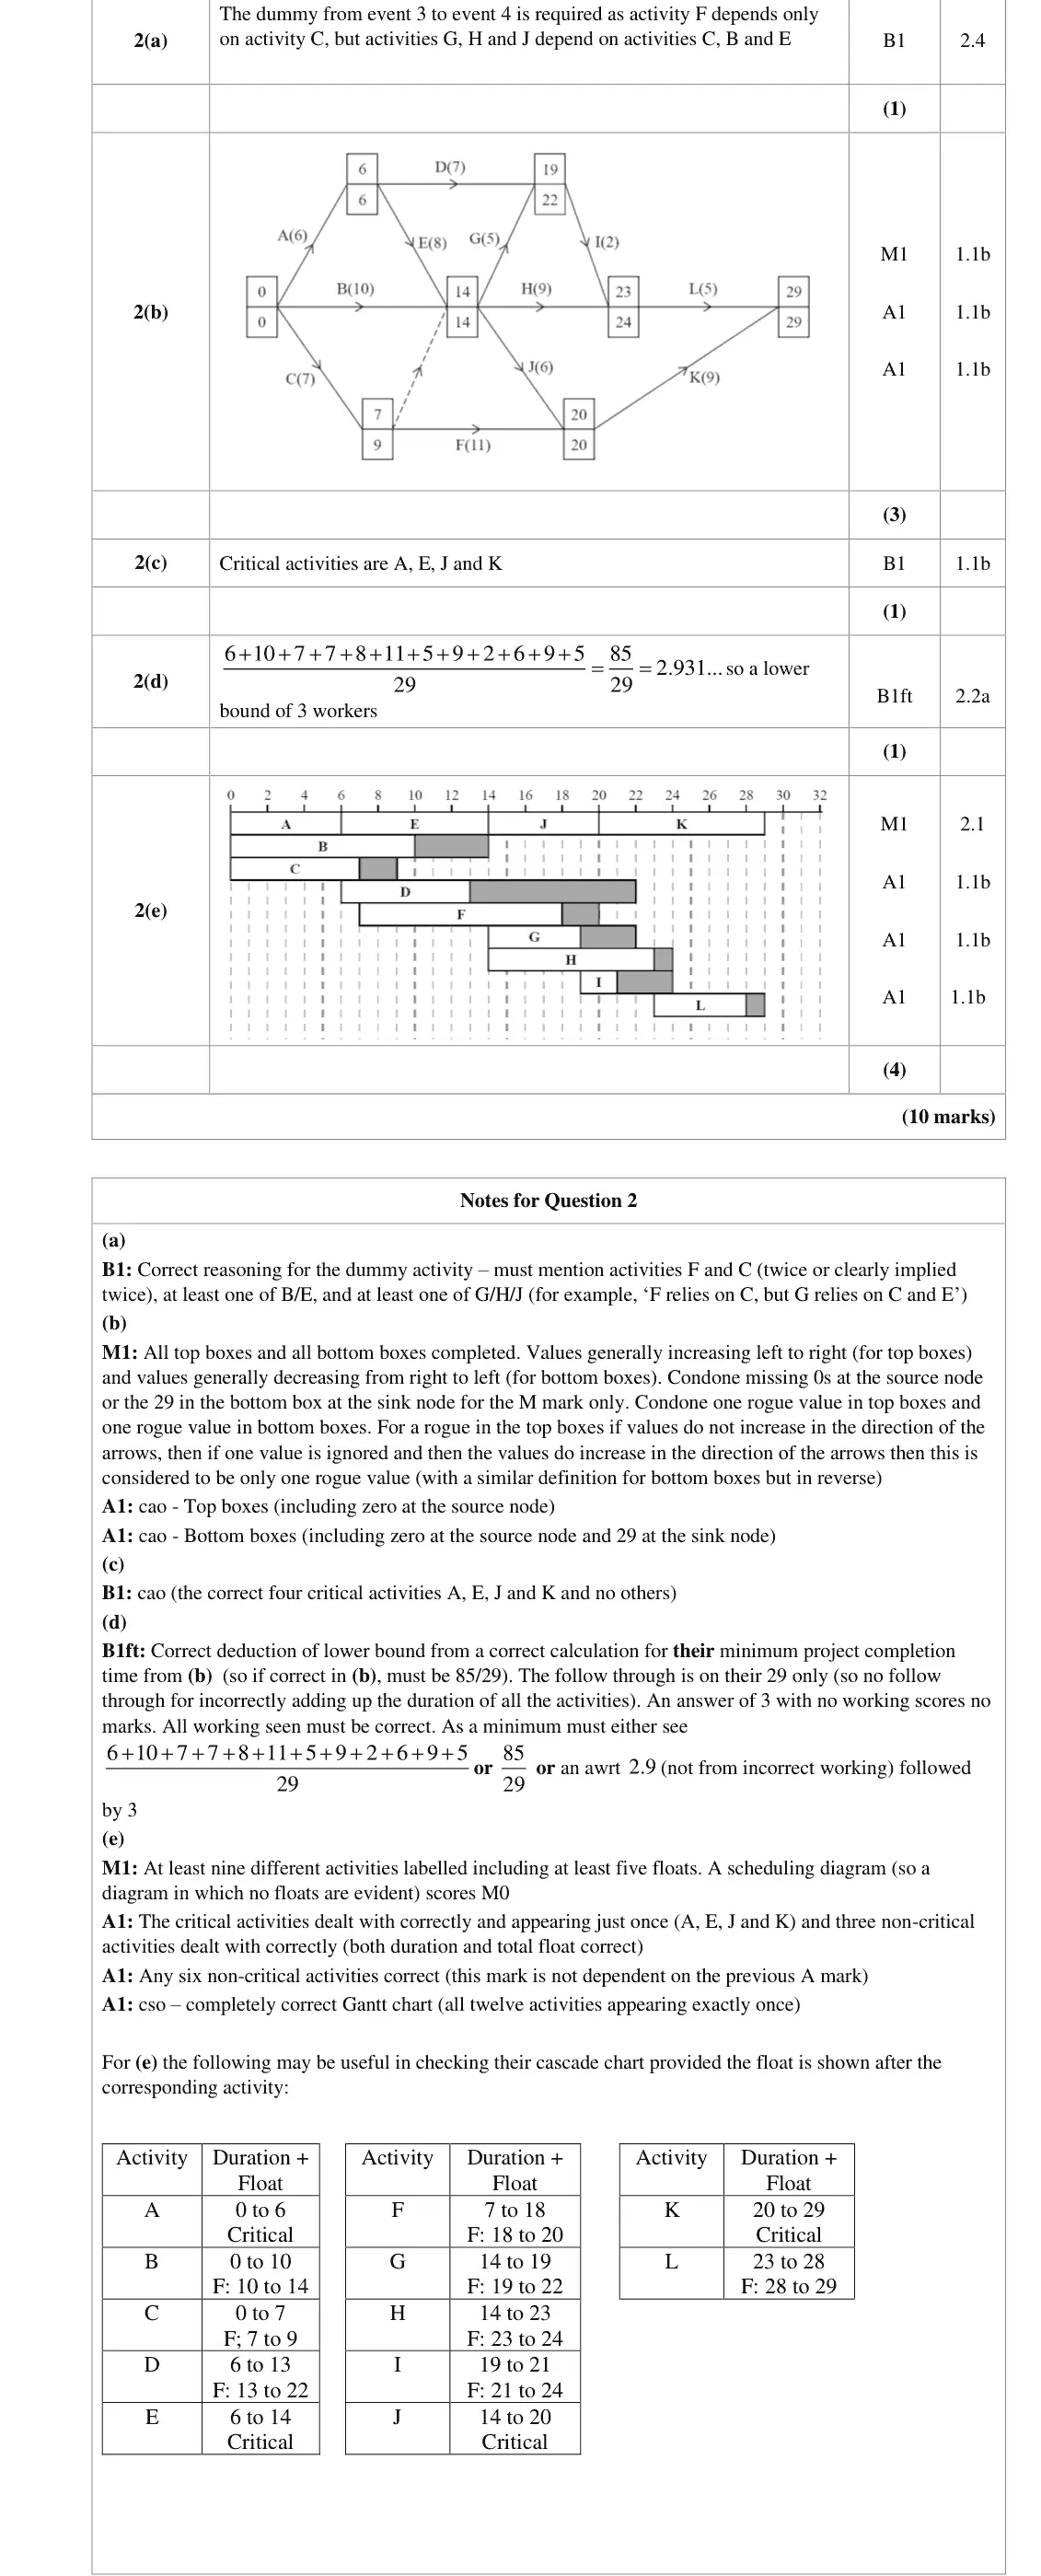 The dummy from event 3 to event 4 is required as activity F depends only
2(a) on activity C, but activities G, H and J depend on activities C, B and E B1 2.4
(1)
6 D(7) 19
6 22
A(6) E(8) G(5) I(2)
M1 1.1b
0 B(10) 14 H(9) 23 L(5) 29
2(b) 0 14 24 29 A1 1.1b
C(7) J(6) K(9) A1 1.1b
7 20
9 F(11) 20
(3)
2(c) Critical activities are A, E, J and K B1 1.1b
(1)
2(d) 6+10+7+7+8+11+5+9+2+6+9+5 / 29 = 85 / 29 = 2.931... so a lower
bound of 3 workers B1ft 2.2a
(1)
0 2 4 6 8 10 12 14 16 18 20 22 24 26 28 30 32
A E J K M1 2.1
B
C
D A1 1.1b
2(e) F
G A1 1.1b
H
I
L A1 1.1b
(4)
(10 marks)
Notes for Question 2
(a)
B1: Correct reasoning for the dummy activity – must mention activities F and C (twice or clearly implied
twice), at least one of B/E, and at least one of G/H/J (for example, ‘F relies on C, but G relies on C and E’)
(b)
M1: All top boxes and all bottom boxes completed. Values generally increasing left to right (for top boxes)
and values generally decreasing from right to left (for bottom boxes). Condone missing 0s at the source node
or the 29 in the bottom box at the sink node for the M mark only. Condone one rogue value in top boxes and
one rogue value in bottom boxes. For a rogue in the top boxes if values do not increase in the direction of the
arrows, then if one value is ignored and then the values do increase in the direction of the arrows then this is
considered to be only one rogue value (with a similar definition for bottom boxes but in reverse)
A1: cao - Top boxes (including zero at the source node)
A1: cao - Bottom boxes (including zero at the source node and 29 at the sink node)
(c)
B1: cao (the correct four critical activities A, E, J and K and no others)
(d)
B1ft: Correct deduction of lower bound from a correct calculation for their minimum project completion
time from (b) (so if correct in (b), must be 85/29). The follow through is on their 29 only (so no follow
through for incorrectly adding up the duration of all the activities). An answer of 3 with no working scores no
marks. All working seen must be correct. As a minimum must either see
6+10+7+7+8+11+5+9+2+6+9+5 / 29 or 85 / 29 or an awrt 2.9 (not from incorrect working) followed
by 3
(e)
M1: At least nine different activities labelled including at least five floats. A scheduling diagram (so a
diagram in which no floats are evident) scores M0
A1: The critical activities dealt with correctly and appearing just once (A, E, J and K) and three non-critical
activities dealt with correctly (both duration and total float correct)
A1: Any six non-critical activities correct (this mark is not dependent on the previous A mark)
A1: cso – completely correct Gantt chart (all twelve activities appearing exactly once)
For (e) the following may be useful in checking their cascade chart provided the float is shown after the
corresponding activity:
Activity Duration + Activity Duration + Activity Duration +
Float Float Float
A 0 to 6 F 7 to 18 K 20 to 29
Critical F: 18 to 20 Critical
B 0 to 10 G 14 to 19 L 23 to 28
F: 10 to 14 F: 19 to 22 F: 28 to 29
C 0 to 7 H 14 to 23
F; 7 to 9 F: 23 to 24
D 6 to 13 I 19 to 21
F: 13 to 22 F: 21 to 24
E 6 to 14 J 14 to 20
Critical Critical